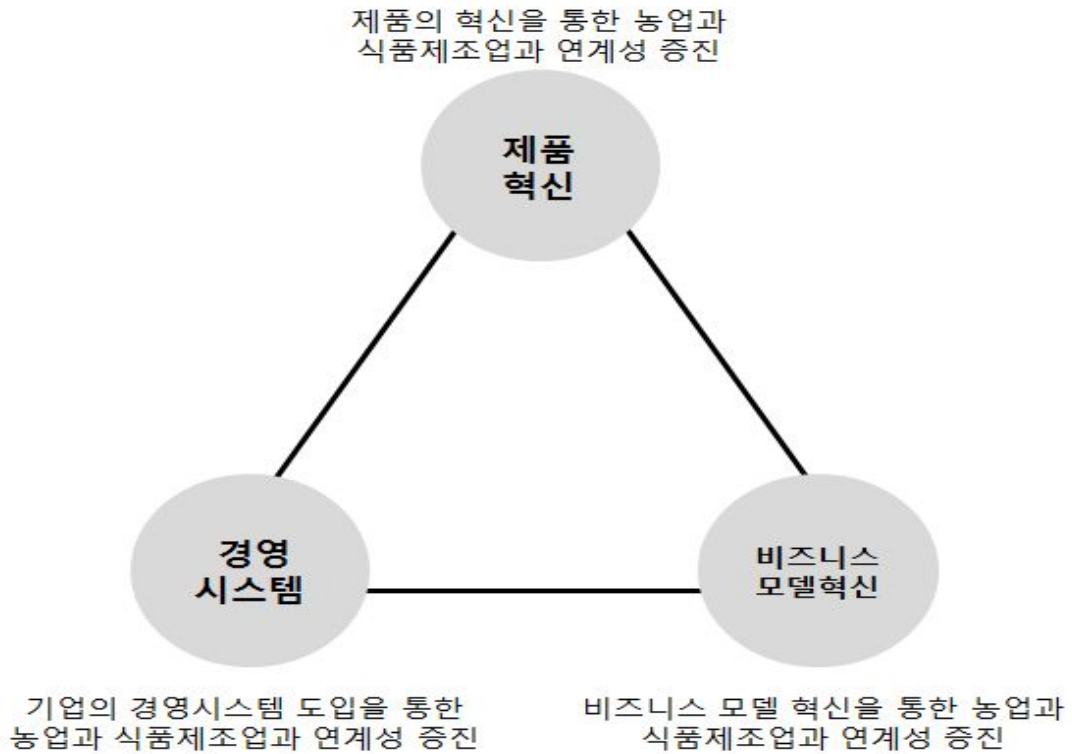 제품의 혁신을 통한 농업과
식품제조업과 연계성 증진
제품
혁신
경영
시스템
비즈니스
모델혁신
기업의 경영시스템 도입을 통한
농업과 식품제조업과 연계성 증진
비즈니스 모델 혁신을 통한 농업과
식품제조업과 연계성 증진